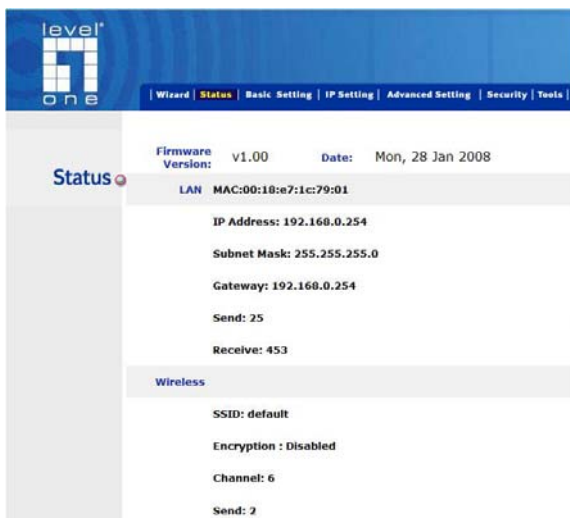 level®
one
| Wizard | Status | Basic Setting | IP Setting | Advanced Setting | Security | Tools |
Status
Firmware Version: v1.00 Date: Mon, 28 Jan 2008
LAN MAC:00:18:e7:1c:79:01
IP Address: 192.168.0.254
Subnet Mask: 255.255.255.0
Gateway: 192.168.0.254
Send: 25
Receive: 453
Wireless
SSID: default
Encryption : Disabled
Channel: 6
Send: 2